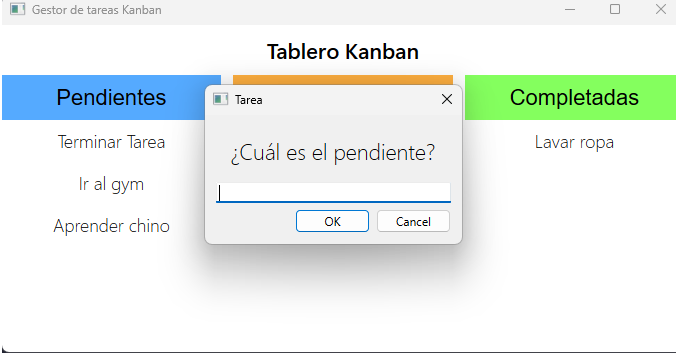 Gestor de tareas Kanban
Tablero Kanban
Pendientes
Completadas
Terminar Tarea
Lavar ropa
Ir al gym
Aprender chino
Tarea
¿Cuál es el pendiente?
OK
Cancel